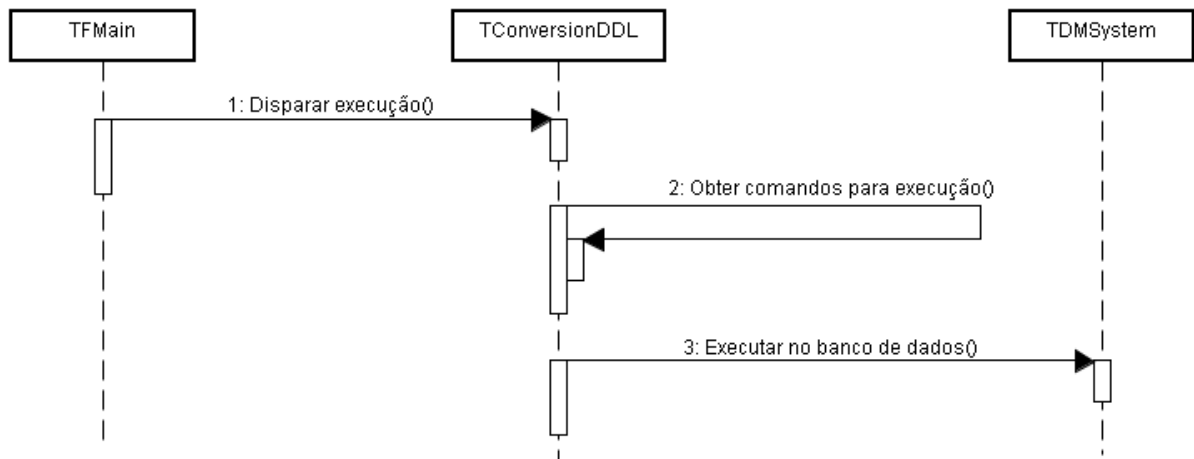 TFMain
TConversionDDL
TDMSystem
1: Disparar execução()
2: Obter comandos para execução()
3: Executar no banco de dados()